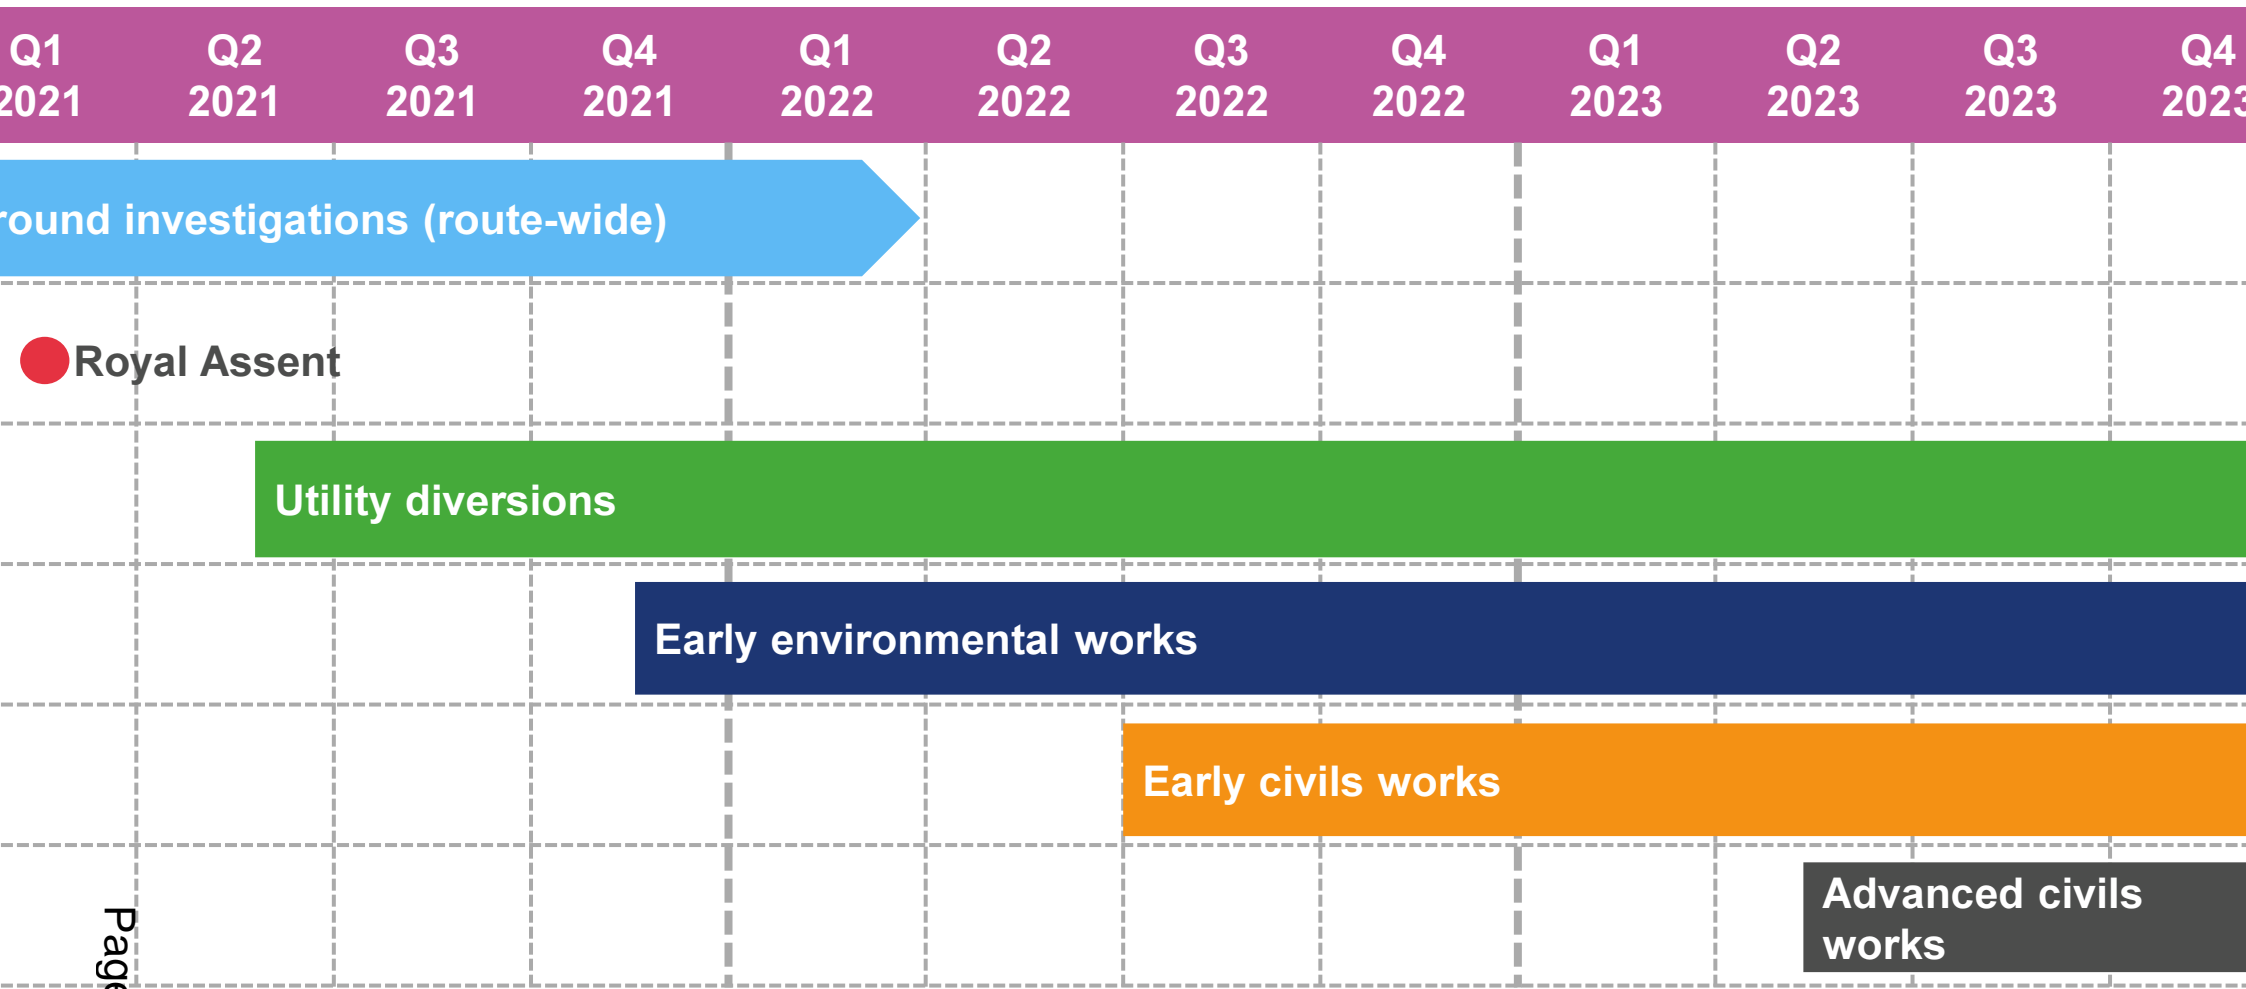 Q1 Q2 Q3 Q4 Q1 Q2 Q3 Q4 Q1 Q2 Q3 Q4
2021 2021 2021 2021 2022 2022 2022 2022 2023 2023 2023 2023
round investigations (route-wide)
Royal Assent
Utility diversions
Early environmental works
Early civils works
Advanced civils
works
Page